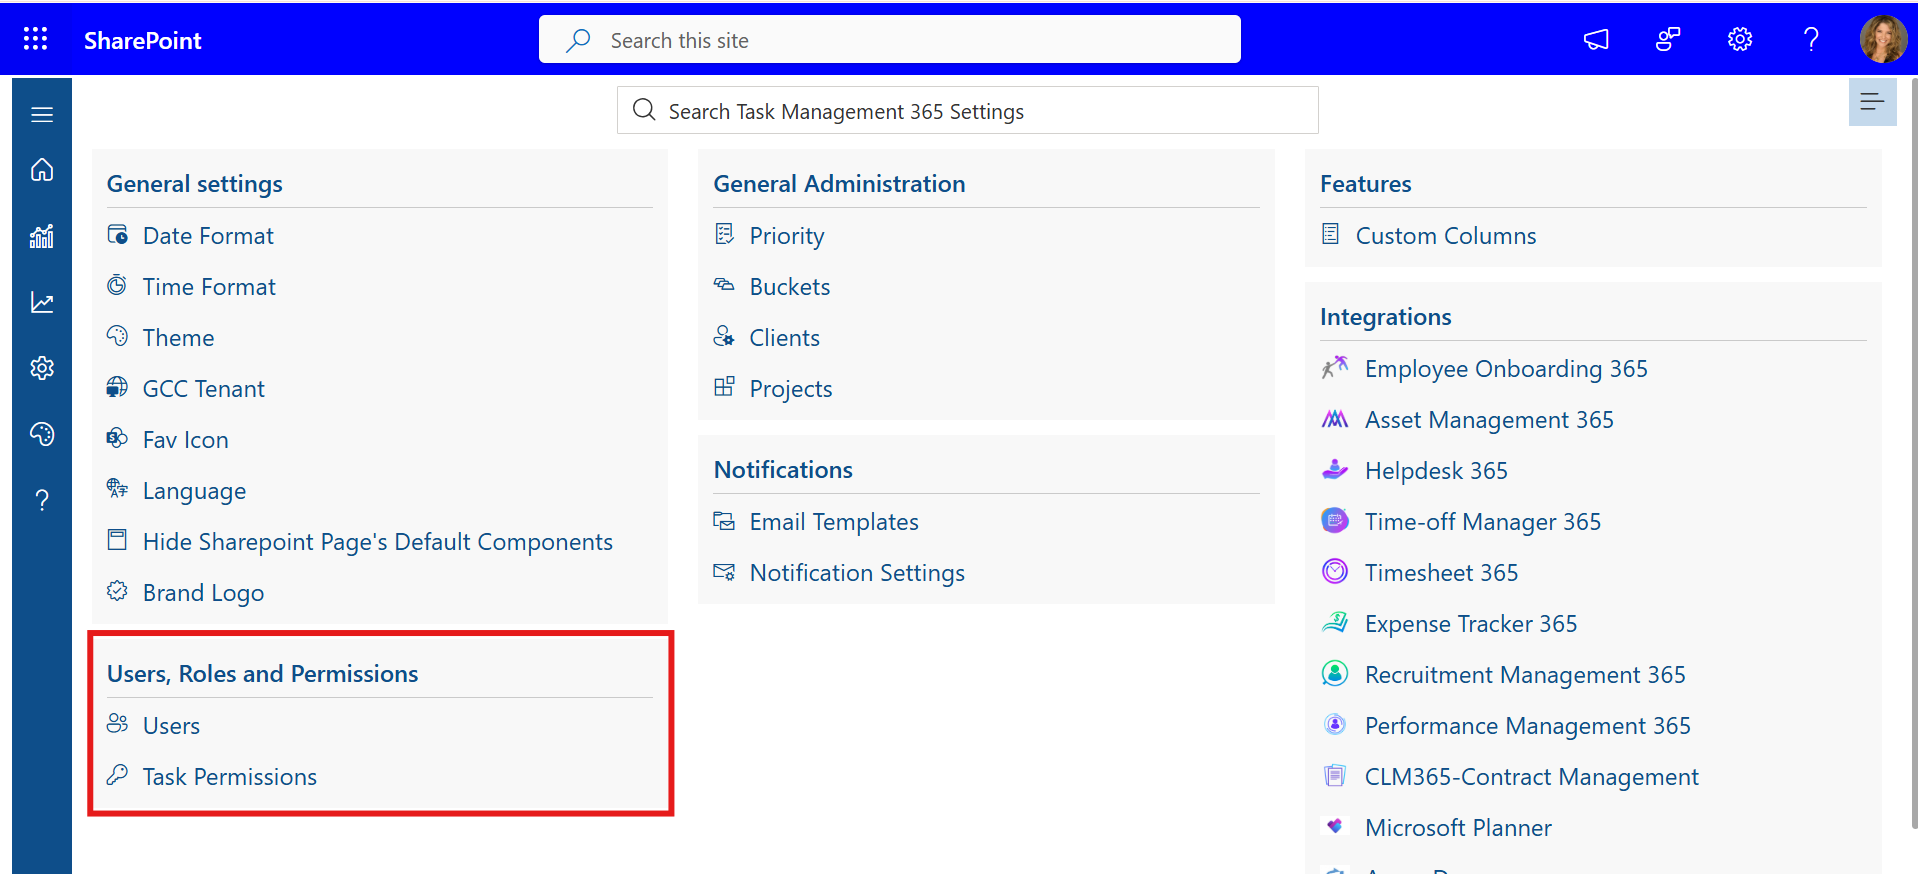 SharePoint
Search this site
Search Task Management 365 Settings
General settings
Date Format
Time Format
Theme
GCC Tenant
Fav Icon
Language
Hide Sharepoint Page's Default Components
Brand Logo
Users, Roles and Permissions
Users
Task Permissions
General Administration
Priority
Buckets
Clients
Projects
Notifications
Email Templates
Notification Settings
Features
Custom Columns
Integrations
Employee Onboarding 365
Asset Management 365
Helpdesk 365
Time-off Manager 365
Timesheet 365
Expense Tracker 365
Recruitment Management 365
Performance Management 365
CLM365-Contract Management
Microsoft Planner